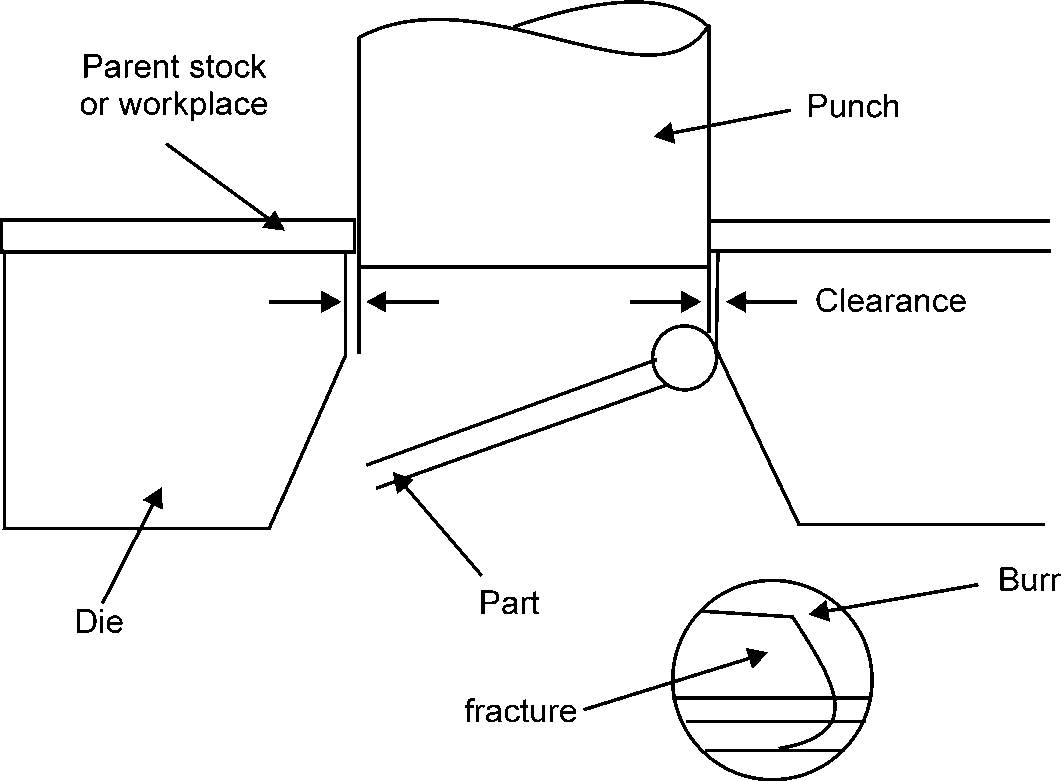 Parent stock
or workplace
Punch
Clearance
Part
Die
Burr
fracture